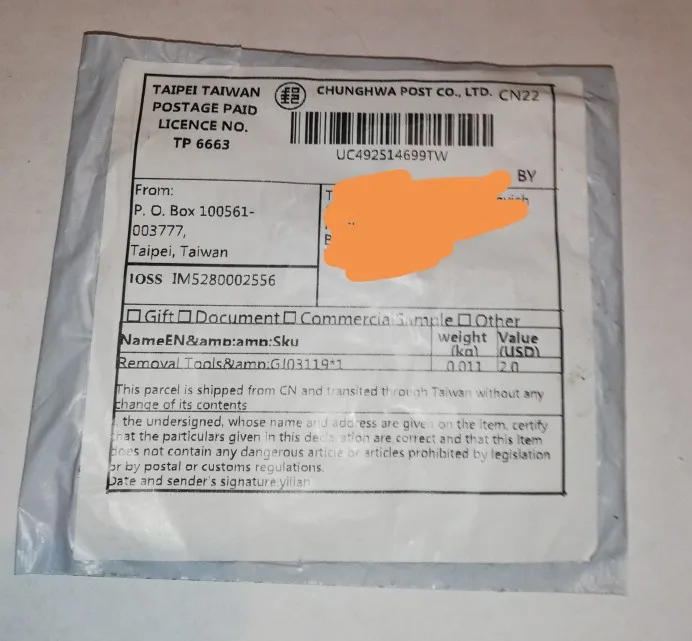 TAIPEI TAIWAN
POSTAGE PAID
LICENCE NO.
TP 6663
CHUNGHWA POST CO., LTD. CN22
UC492514699TW
BY
From:
P. O. Box 100561-
003777,
Taipei, Taiwan
IOSS IM5280002556
☐ Gift ☐ Document ☐ Commercial Sample ☐ Other
NameEN&amp;amp;Sku weight (kg) Value (USD)
Removal Tools&amp;GJ03119*1 0.011 2.0
This parcel is shipped from CN and transited through Taiwan without any
change of its contents
the undersigned, whose name and address are given on the item, certify
that the particulars given in this declaration are correct and that this item
does not contain any dangerous article or articles prohibited by legislation
or by postal or customs regulations.
Date and sender's signature:yilian